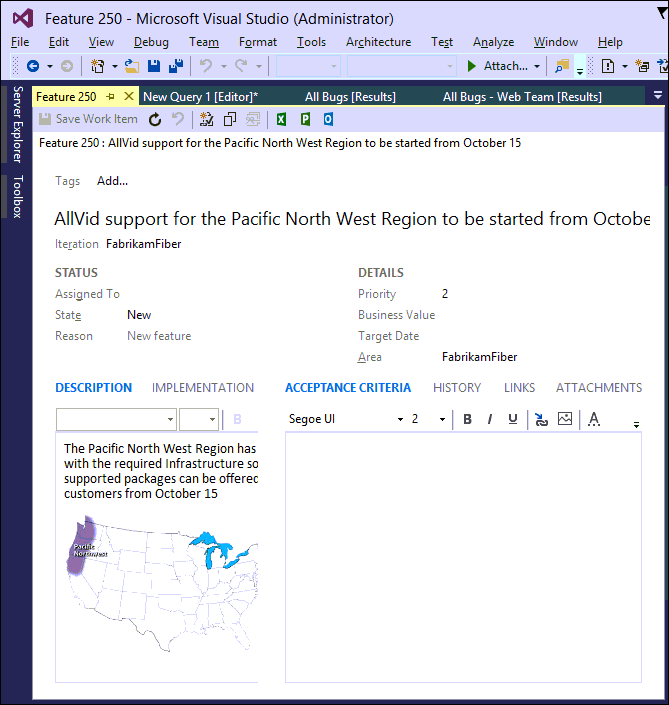 Feature 250 - Microsoft Visual Studio (Administrator)
File Edit View Debug Team Format Tools Architecture Test Analyze Window Help
Attach...
Server Explorer
Toolbox
Feature 250 New Query 1 [Editor]* All Bugs [Results] All Bugs - Web Team [Results]
Save Work Item
Feature 250 : AllVid support for the Pacific North West Region to be started from October 15
Tags Add...
AllVid support for the Pacific North West Region to be started from Octobe
Iteration FabrikamFiber
STATUS DETAILS
Assigned To Priority 2
State New Business Value
Reason New feature Target Date
Area FabrikamFiber
DESCRIPTION IMPLEMENTATION ACCEPTANCE CRITERIA HISTORY LINKS ATTACHMENTS
B Segoe UI 2 B I U A
The Pacific North West Region has
with the required Infrastructure so
supported packages can be offered
customers from October 15
Pacific
Northwest